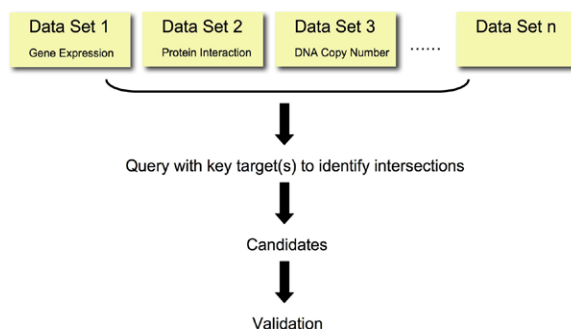 Data Set 1
Gene Expression
Data Set 2
Protein Interaction
Data Set 3
DNA Copy Number
......
Data Set n
Query with key target(s) to identify intersections
Candidates
Validation